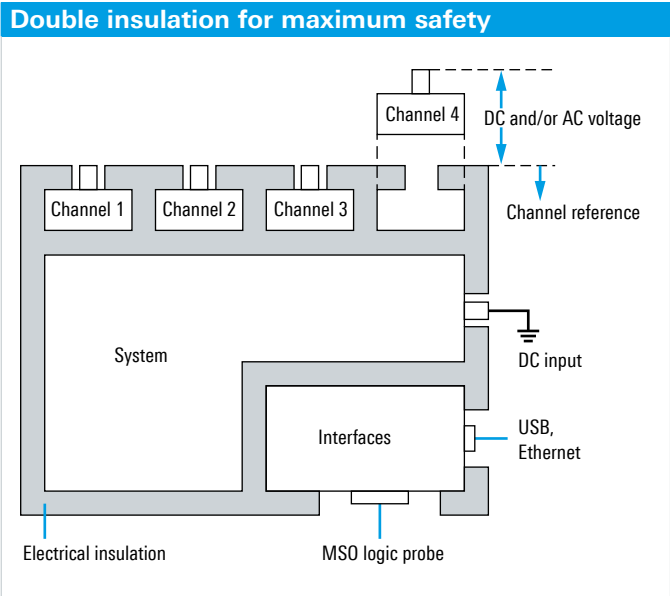 Double insulation for maximum safety
Channel 4
DC and/or AC voltage
Channel 1
Channel 2
Channel 3
Channel reference
System
DC input
Interfaces
USB,
Ethernet
Electrical insulation
MSO logic probe